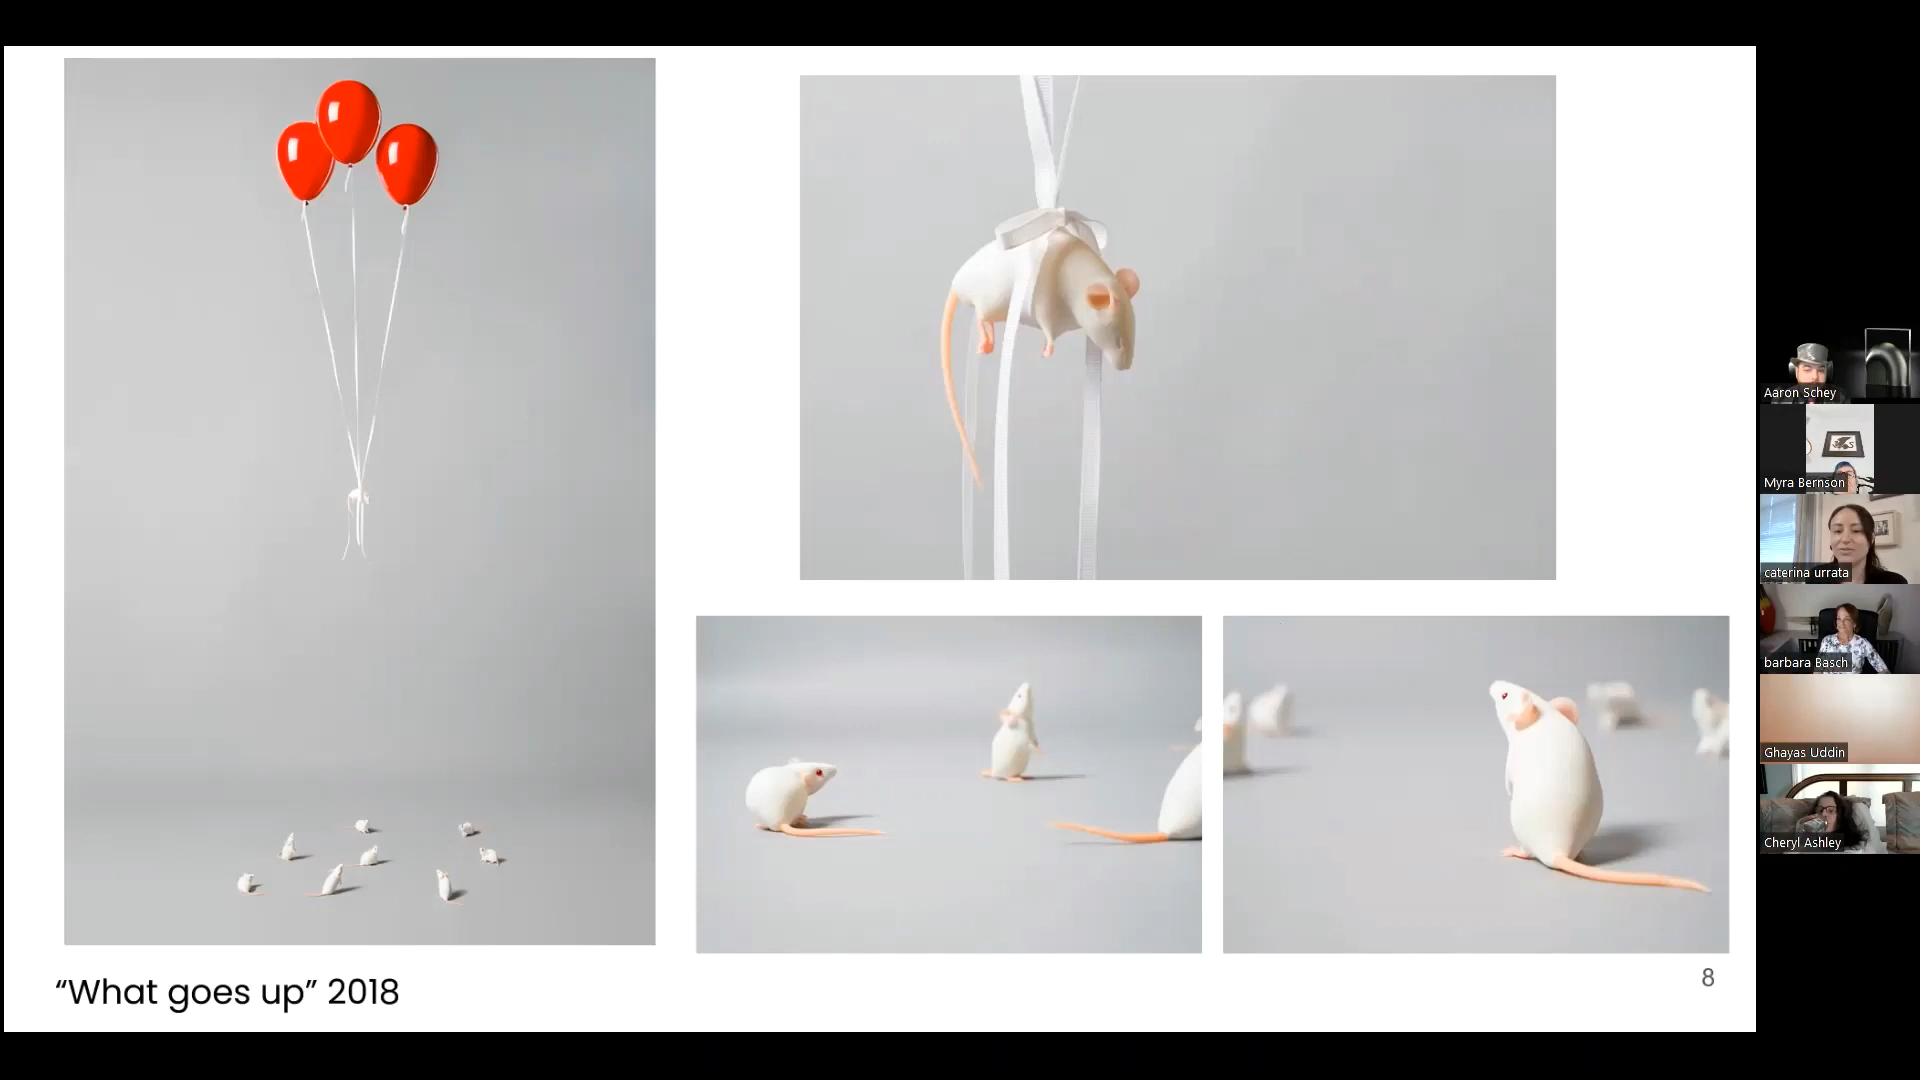 “What goes up” 2018
8
Aaron Schey
Myra Bernson
caterina urrata
barbara Basch
Ghayas Uddin
Cheryl Ashley